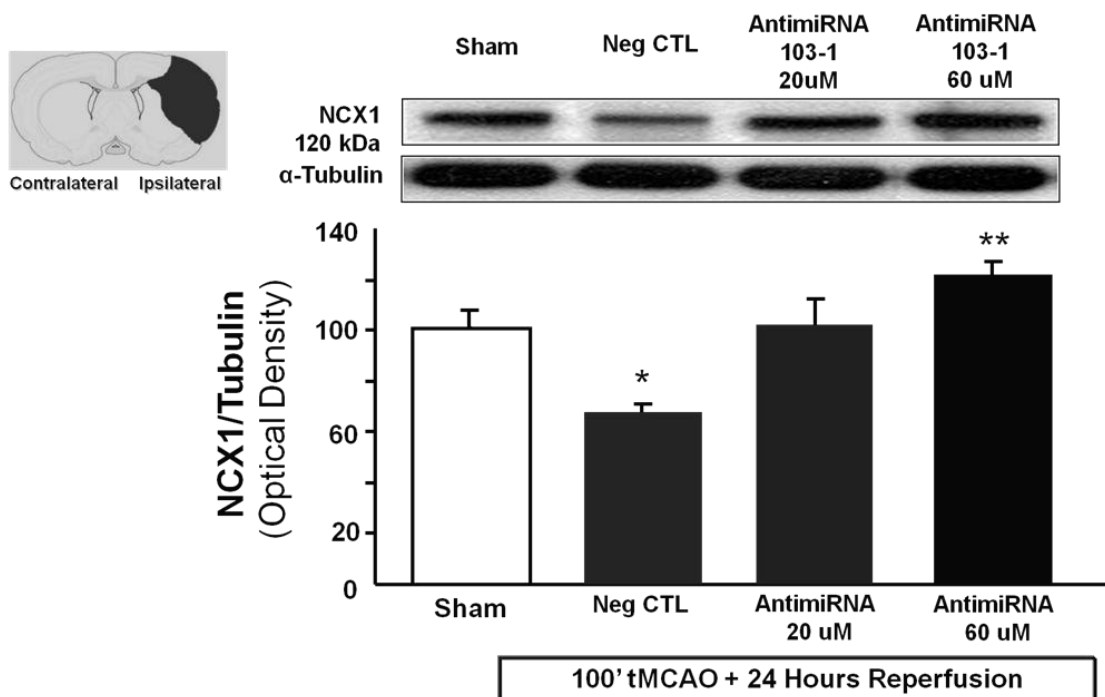 Contralateral Ipsilateral
Sham
Neg CTL
AntimiRNA
103-1
20uM
AntimiRNA
103-1
60 uM
NCX1
120 kDa
α-Tubulin
NCX1/Tubulin
(Optical Density)
140
100
60
20
0
*
**
Sham
Neg CTL
AntimiRNA
20 uM
AntimiRNA
60 uM
100’ tMCAO + 24 Hours Reperfusion